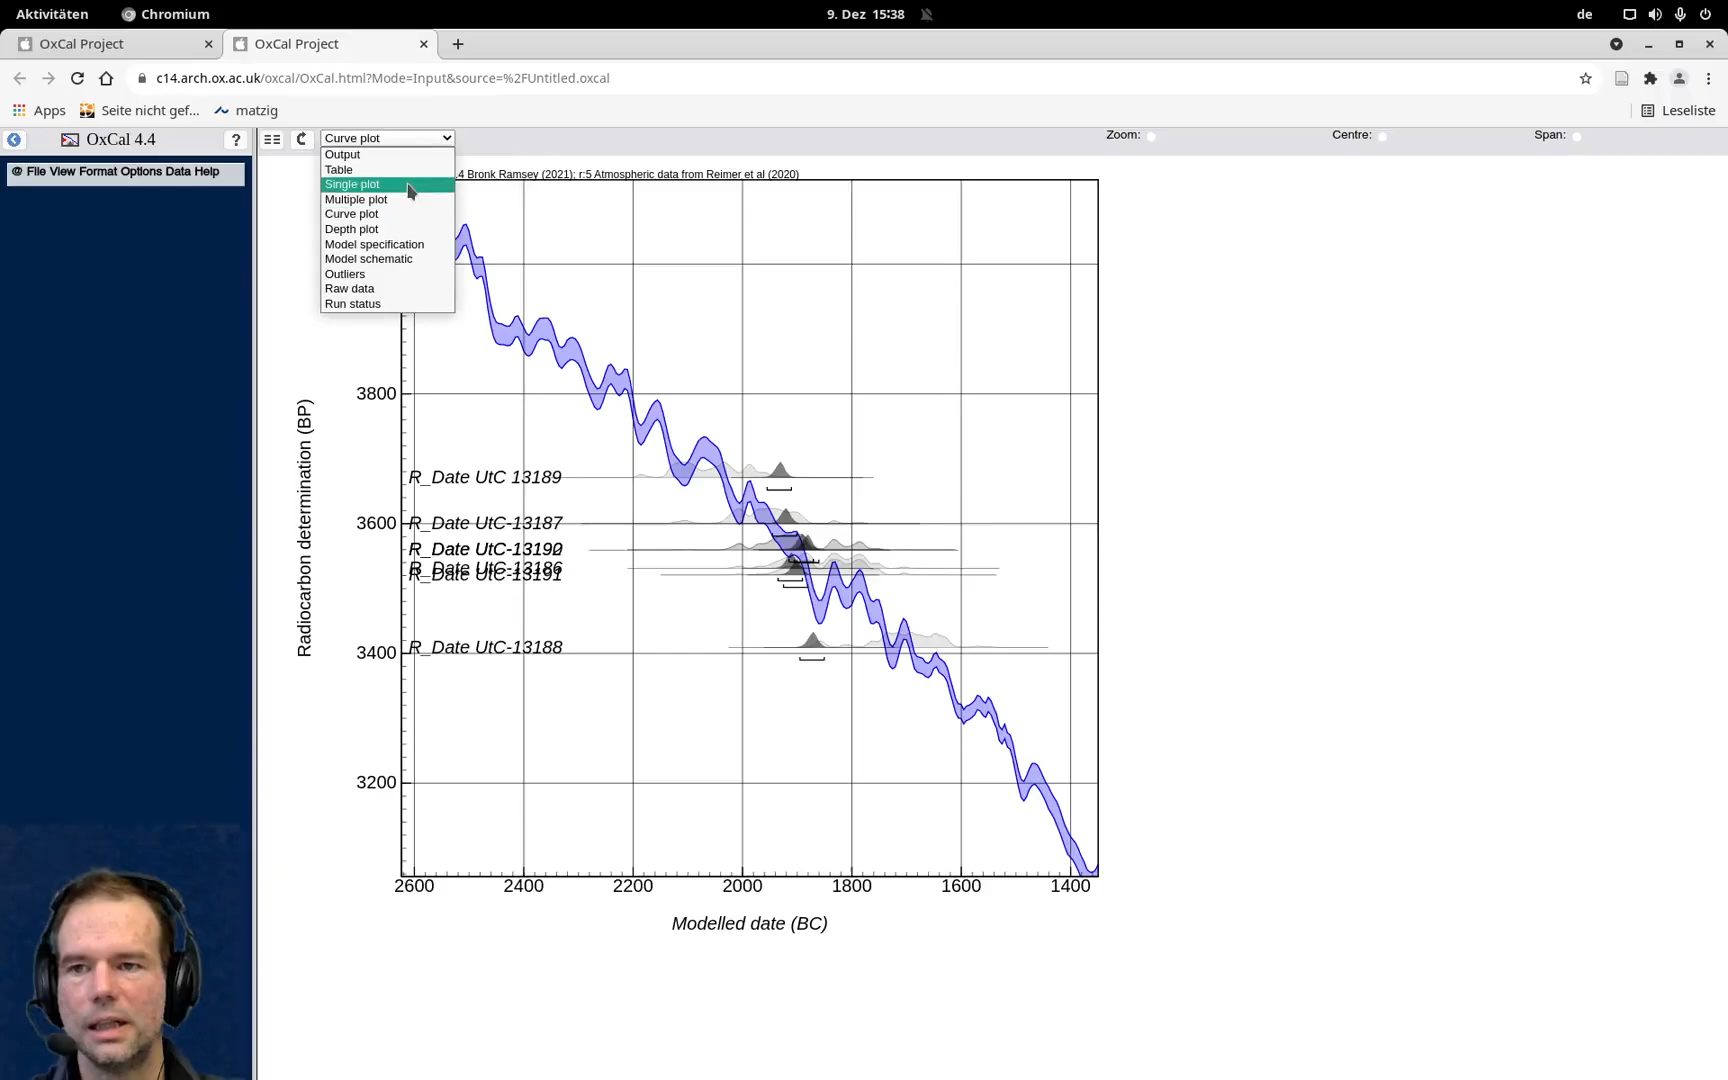 Aktivitäten Chromium 9. Dez 15:38 de
OxCal Project OxCal Project
c14.arch.ox.ac.uk/oxcal/OxCal.html?Mode=Input&source=%2FUntitled.oxcal
Apps Seite nicht gef... matzig Leseliste
OxCal 4.4 ? Curve plot Zoom: Centre: Span:
@ File View Format Options Data Help
Output
Table
.4 Bronk Ramsey (2021); r:5 Atmospheric data from Reimer et al (2020)
Single plot
Multiple plot
Curve plot
Depth plot
Model specification
Model schematic
Outliers
Raw data
Run status
3800
Radiocarbon determination (BP)
R_Date UtC 13189
3600
R_Date UtC-13187
R_Date UtC-13186
R_Date UtC-13191
R_Date UtC-13188
3400
3200
2600 2400 2200 2000 1800 1600 1400
Modelled date (BC)